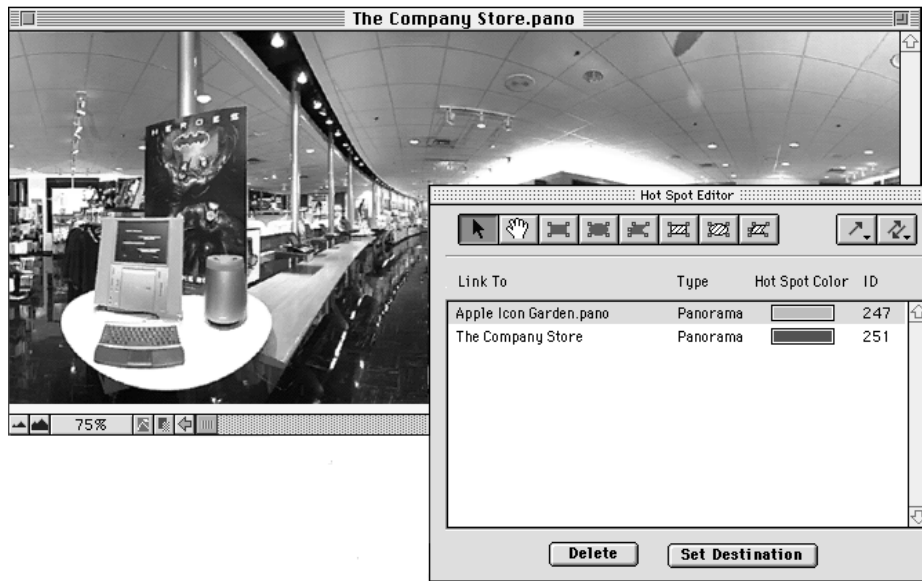 The Company Store.pano
HEROES
75%
Hot Spot Editor
Link To Type Hot Spot Color ID
Apple Icon Garden.pano Panorama 247
The Company Store Panorama 251
Delete Set Destination